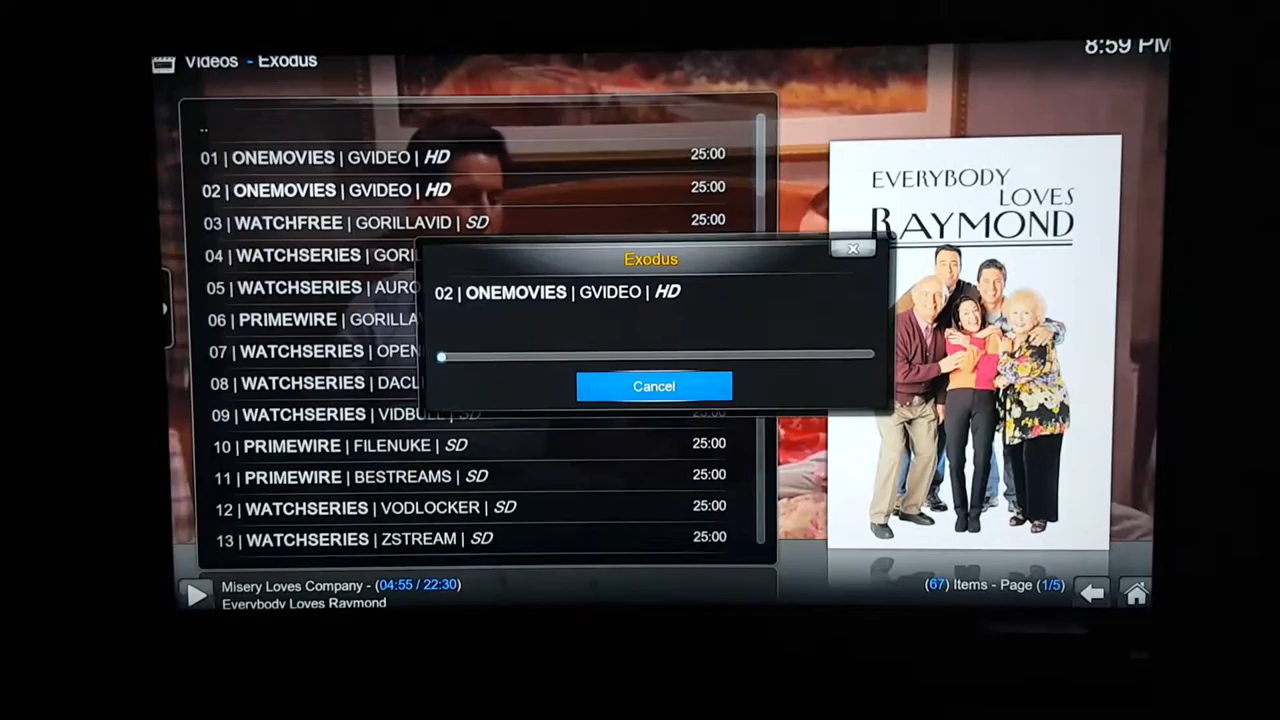 Videos - Exodus
8:59 PM
..
01 | ONEMOVIES | GVIDEO | HD 25:00
02 | ONEMOVIES | GVIDEO | HD 25:00
03 | WATCHFREE | GORILLAVID | SD 25:00
04 | WATCHSERIES | GORI
05 | WATCHSERIES | AURO
06 | PRIMEWIRE | GORILLA
07 | WATCHSERIES | OPEN
08 | WATCHSERIES | DACL
09 | WATCHSERIES | VIDBULL SD 25:00
10 | PRIMEWIRE | FILENUKE | SD 25:00
11 | PRIMEWIRE | BESTREAMS | SD 25:00
12 | WATCHSERIES | VODLOCKER | SD 25:00
13 | WATCHSERIES | ZSTREAM | SD 25:00
Exodus
x
02 | ONEMOVIES | GVIDEO | HD
Cancel
EVERYBODY
LOVES
RAYMOND
Misery Loves Company - (04:55 / 22:30)
Everybody Loves Raymond
(67) Items - Page (1/5)